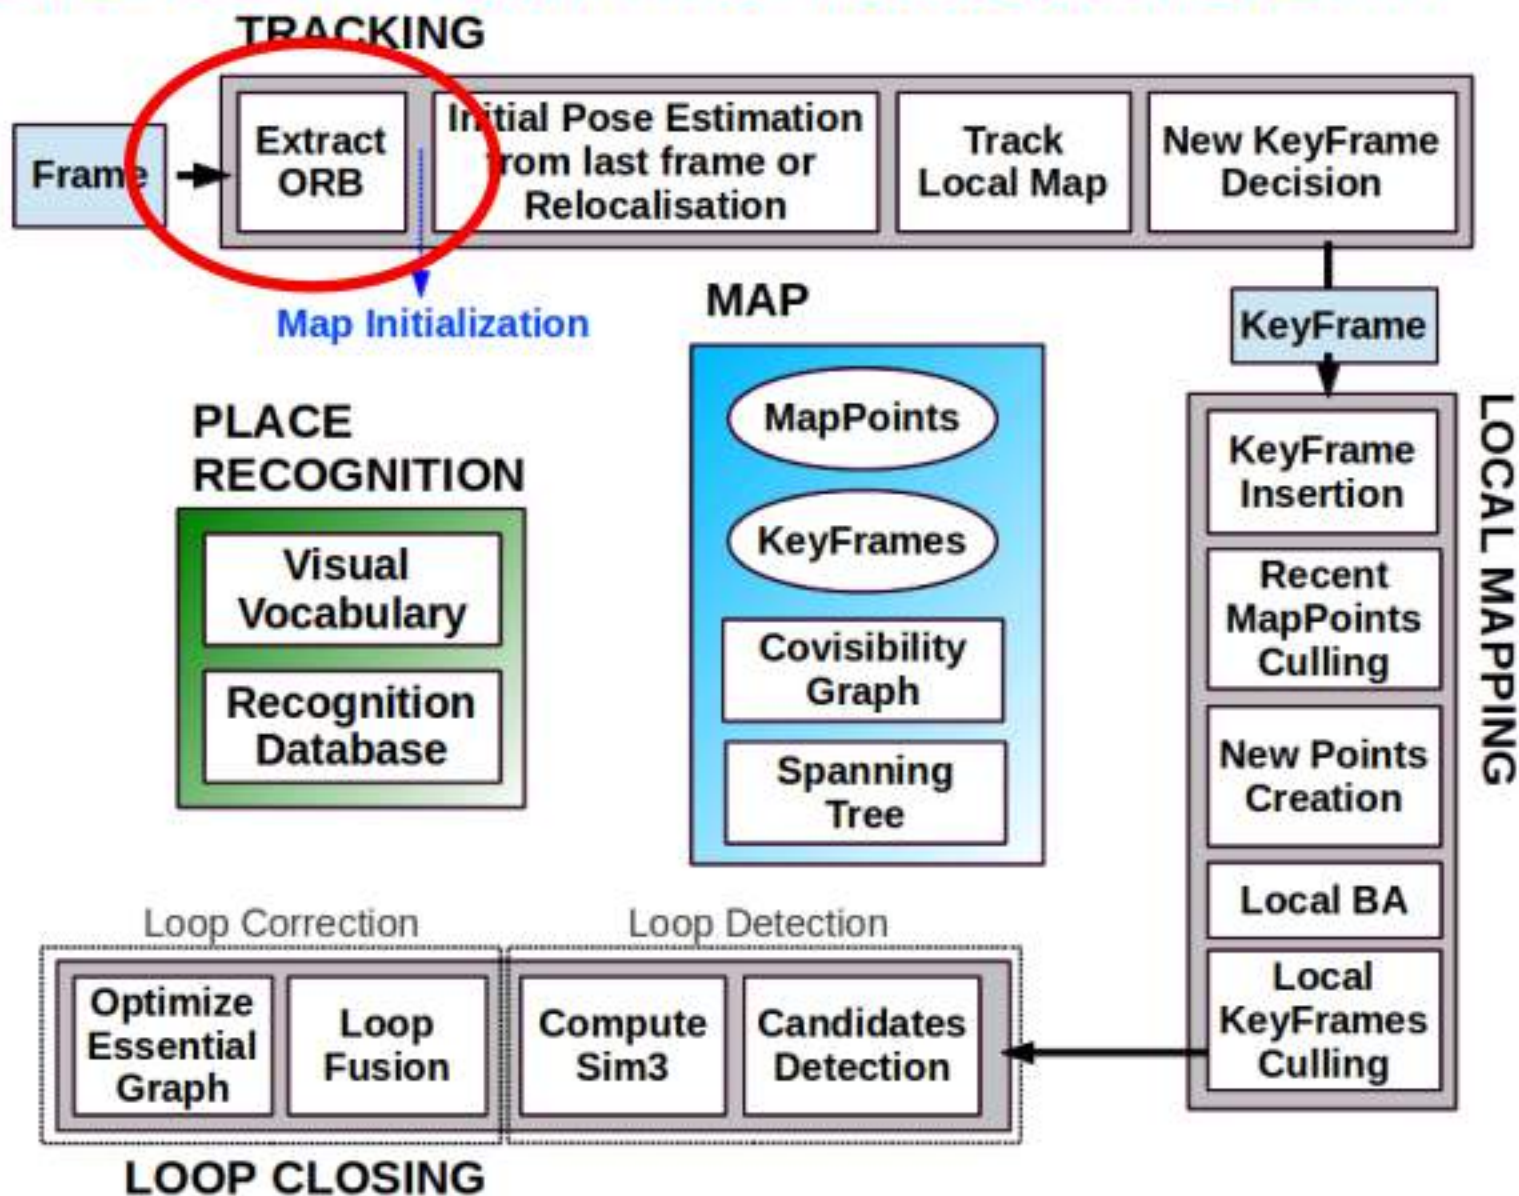 TRACKING
Frame
Extract
ORB
Initial Pose Estimation
from last frame or
Relocalisation
Track
Local Map
New KeyFrame
Decision
Map Initialization
MAP
KeyFrame
MapPoints
KeyFrames
Covisibility
Graph
Spanning
Tree
PLACE
RECOGNITION
Visual
Vocabulary
Recognition
Database
LOCAL MAPPING
KeyFrame
Insertion
Recent
MapPoints
Culling
New Points
Creation
Local BA
Local
KeyFrames
Culling
Loop Correction
Loop Detection
Optimize
Essential
Graph
Loop
Fusion
Compute
Sim3
Candidates
Detection
LOOP CLOSING